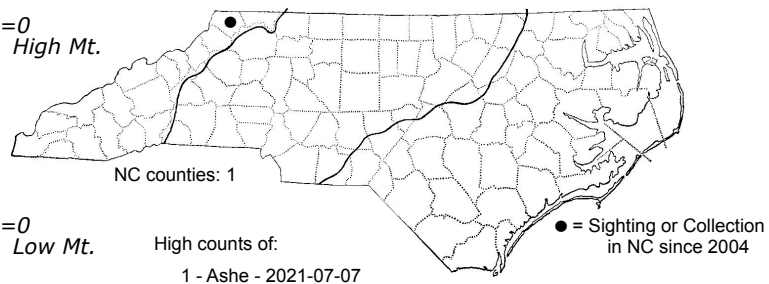 =0
High Mt.
NC counties: 1
=0
Low Mt.
High counts of:
1 - Ashe - 2021-07-07
● = Sighting or Collection
in NC since 2004